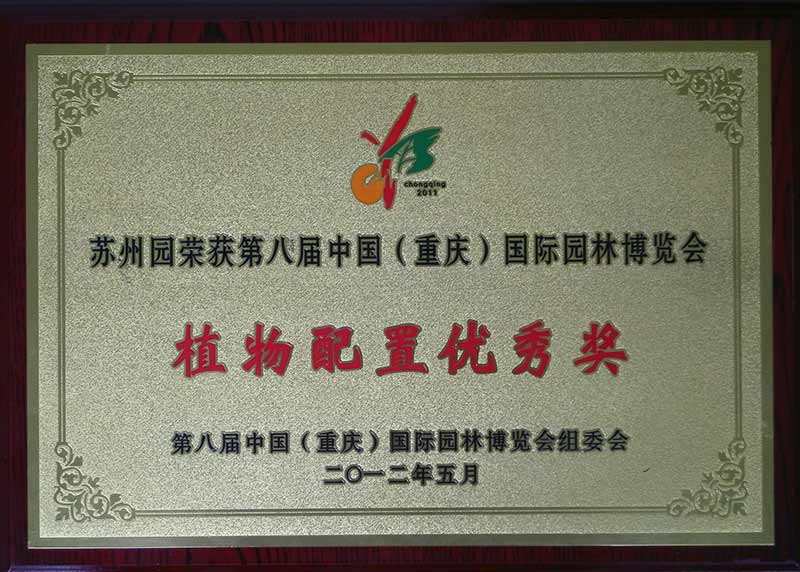 chongqing
2011
苏州园荣获第八届中国（重庆）国际园林博览会
植物配置优秀奖
第八届中国（重庆）国际园林博览会组委会
二〇一二年五月